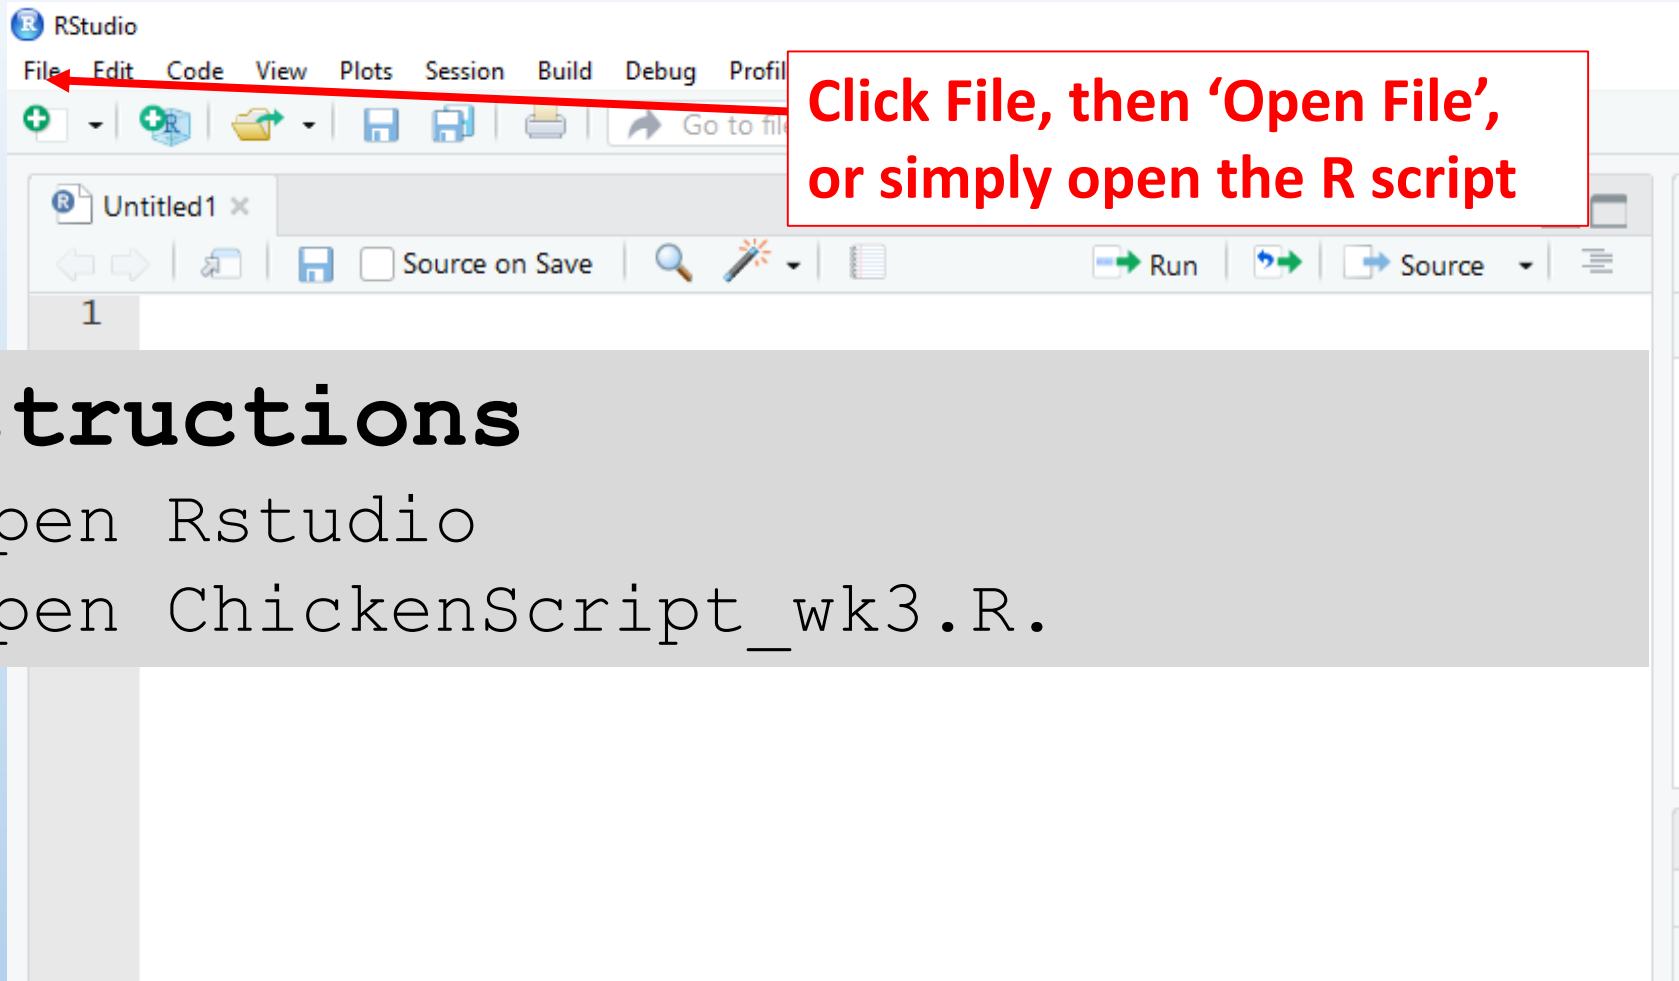 RStudio
File Edit Code View Plots Session Build Debug Profil
Go to file
Click File, then ‘Open File’,
or simply open the R script
Untitled1
Source on Save Run Source
1
tructions
pen Rstudio
pen ChickenScript_wk3.R.